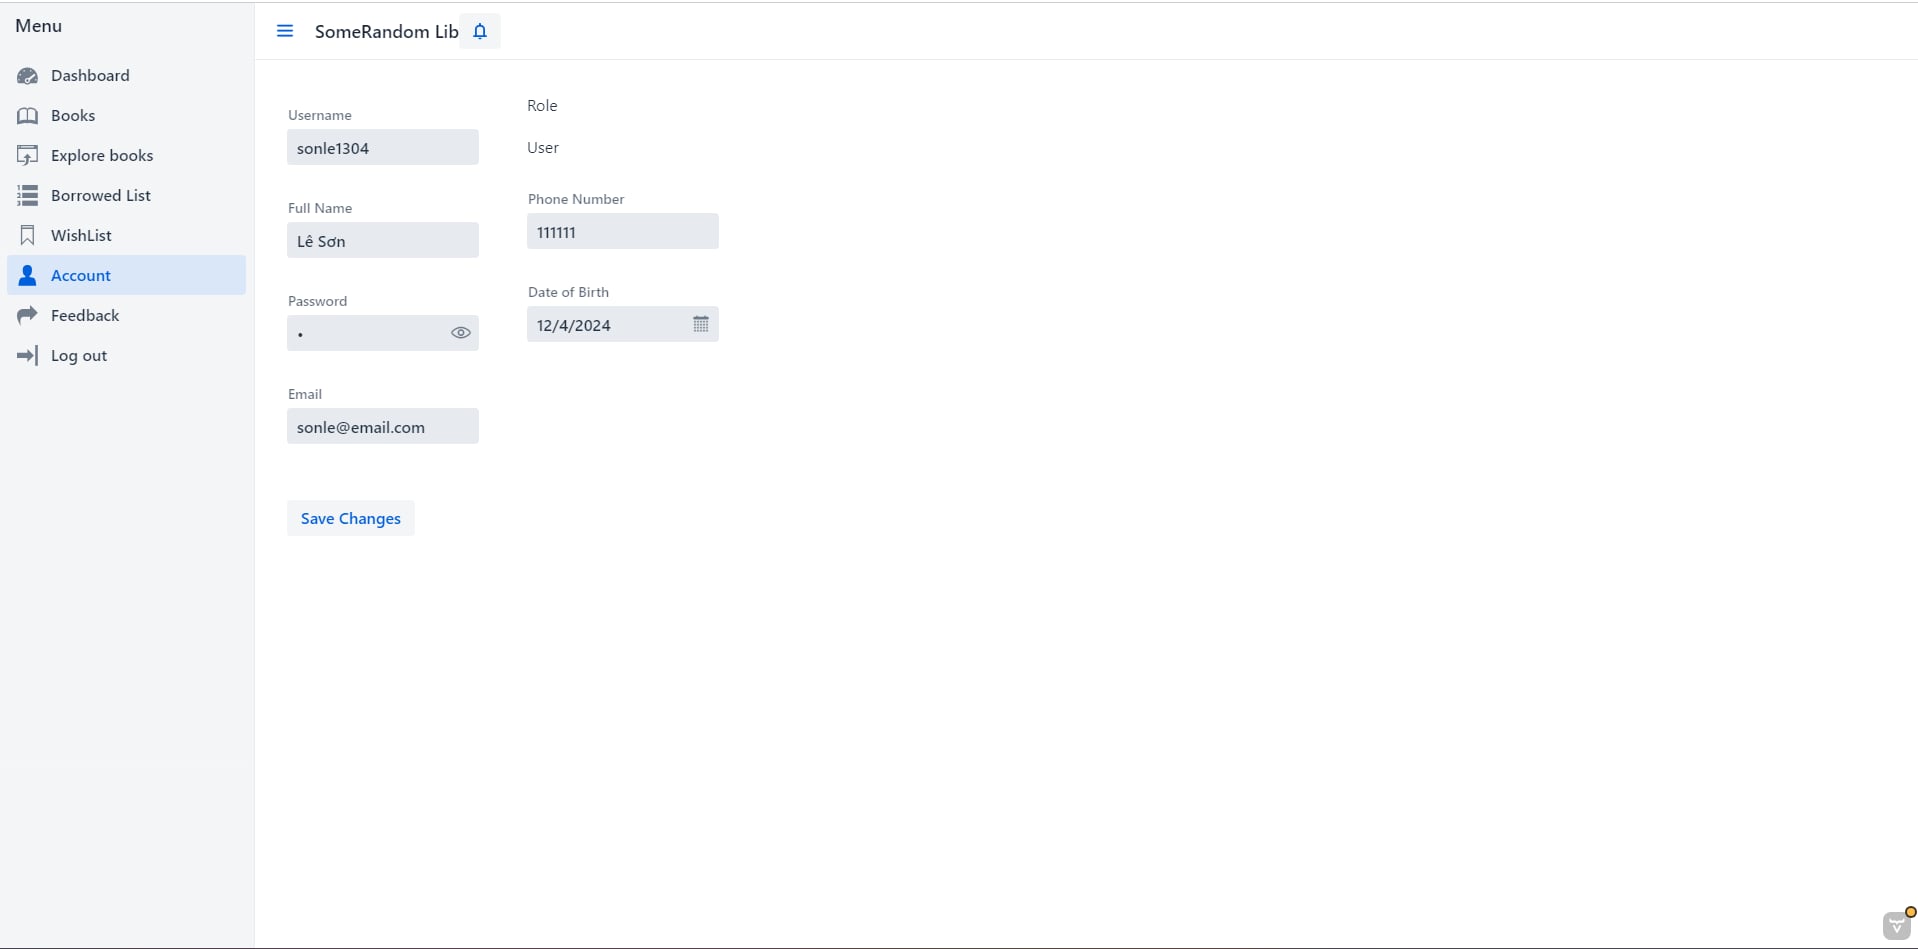 Menu
Dashboard
Books
Explore books
Borrowed List
WishList
Account
Feedback
Log out
SomeRandom Lib
Username
sonle1304
Full Name
Lê Sơn
Password
•
Email
sonle@email.com
Save Changes
Role
User
Phone Number
111111
Date of Birth
12/4/2024